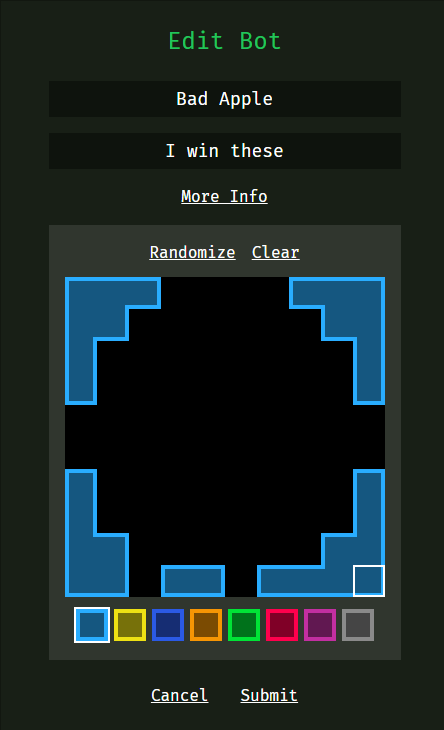 Edit Bot
Bad Apple
I win these
More Info
Randomize Clear
Cancel Submit